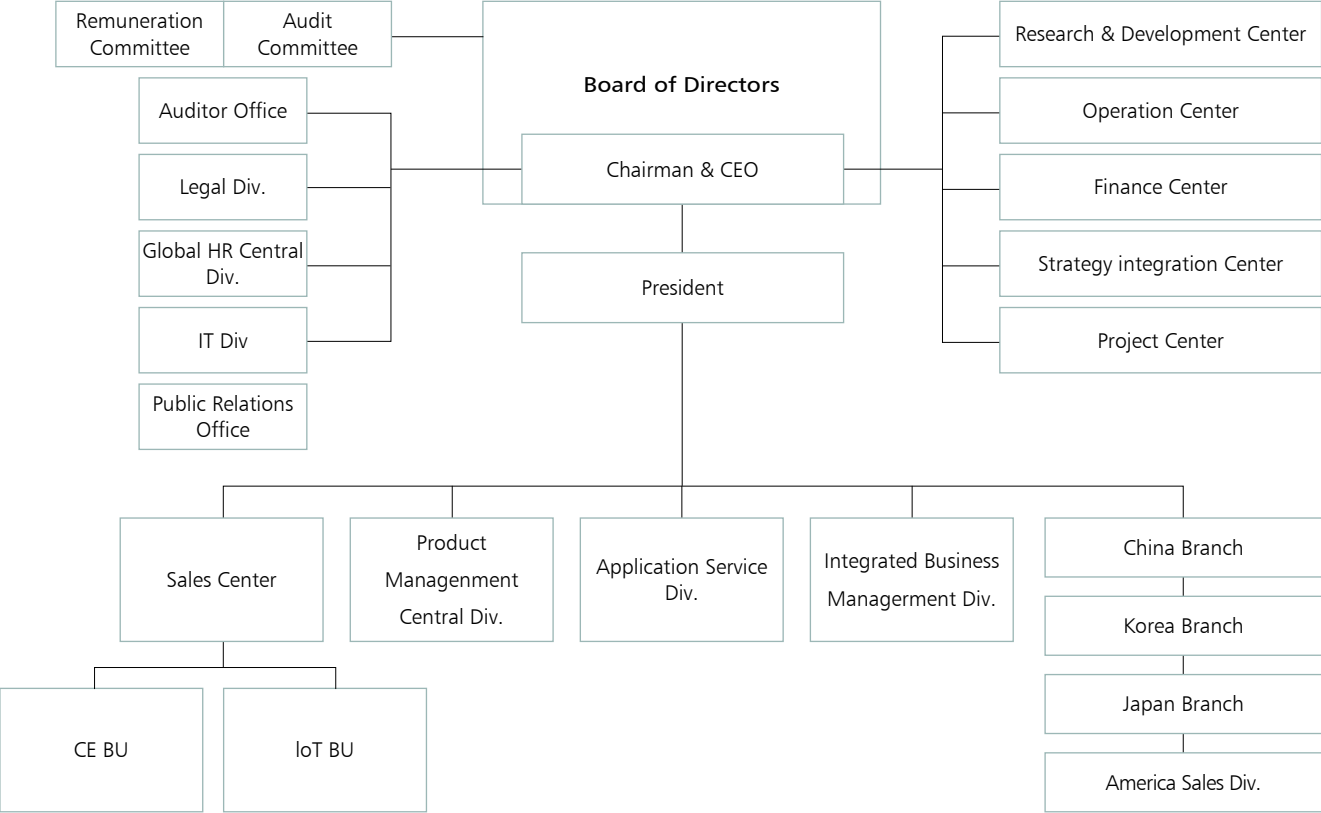 Remuneration
Committee
Audit
Committee
Board of Directors
Chairman & CEO
President
Auditor Office
Legal Div.
Global HR Central
Div.
IT Div
Public Relations
Office
Research & Development Center
Operation Center
Finance Center
Strategy integration Center
Project Center
Sales Center
Product
Managenment
Central Div.
Application Service
Div.
Integrated Business
Managerment Div.
China Branch
Korea Branch
Japan Branch
America Sales Div.
CE BU
loT BU